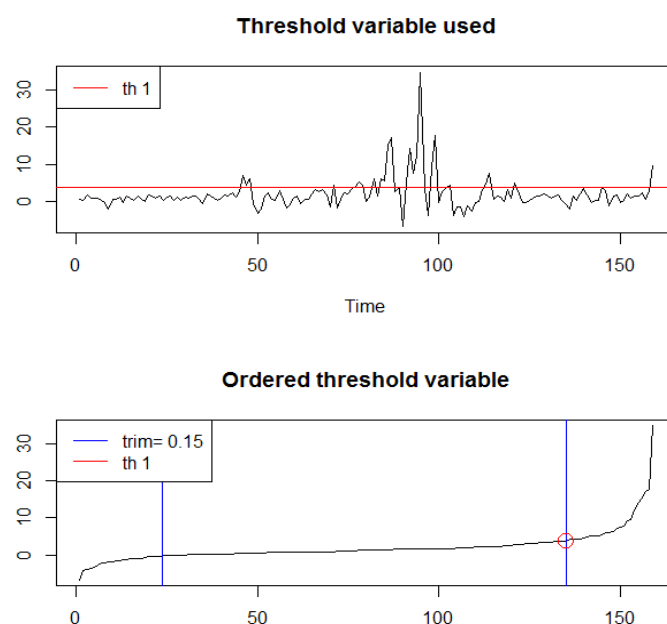 Threshold variable used
th 1
30
20
10
0
0 50 100 150
Time
Ordered threshold variable
trim= 0.15
th 1
30
20
10
0
0 50 100 150